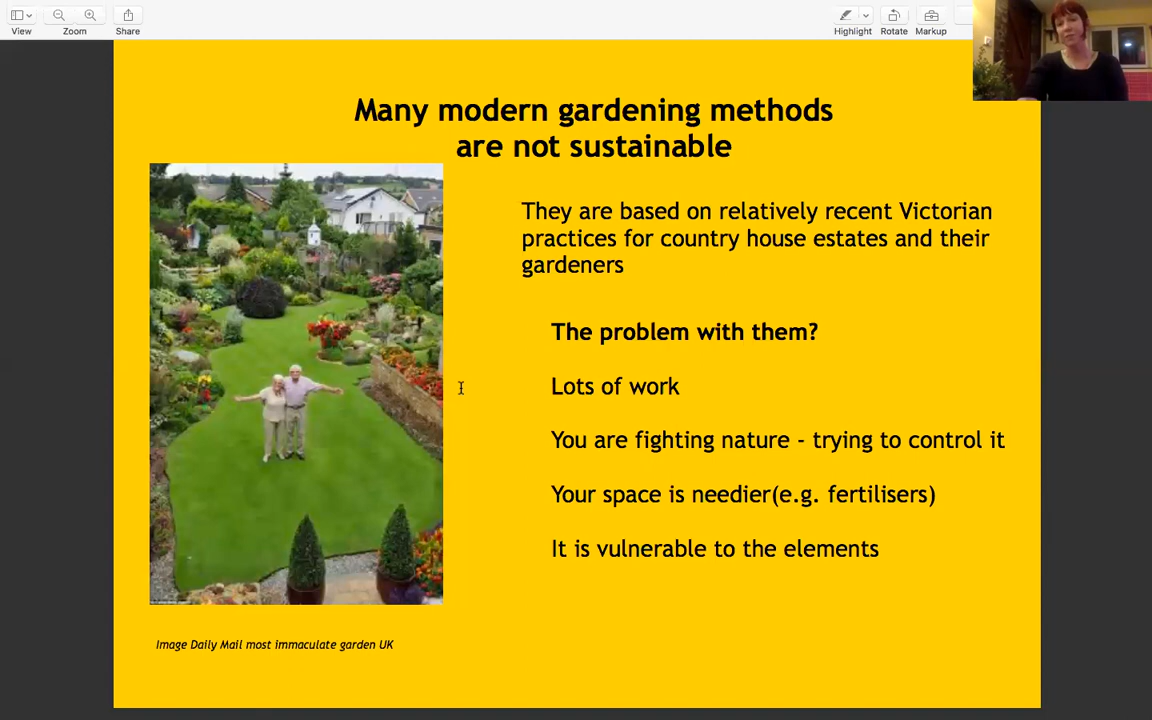 View
Zoom
Share
Highlight
Rotate
Markup
Many modern gardening methods
are not sustainable
They are based on relatively recent Victorian
practices for country house estates and their
gardeners
The problem with them?
Lots of work
You are fighting nature - trying to control it
Your space is needier(e.g. fertilisers)
It is vulnerable to the elements
Image Daily Mail most immaculate garden UK